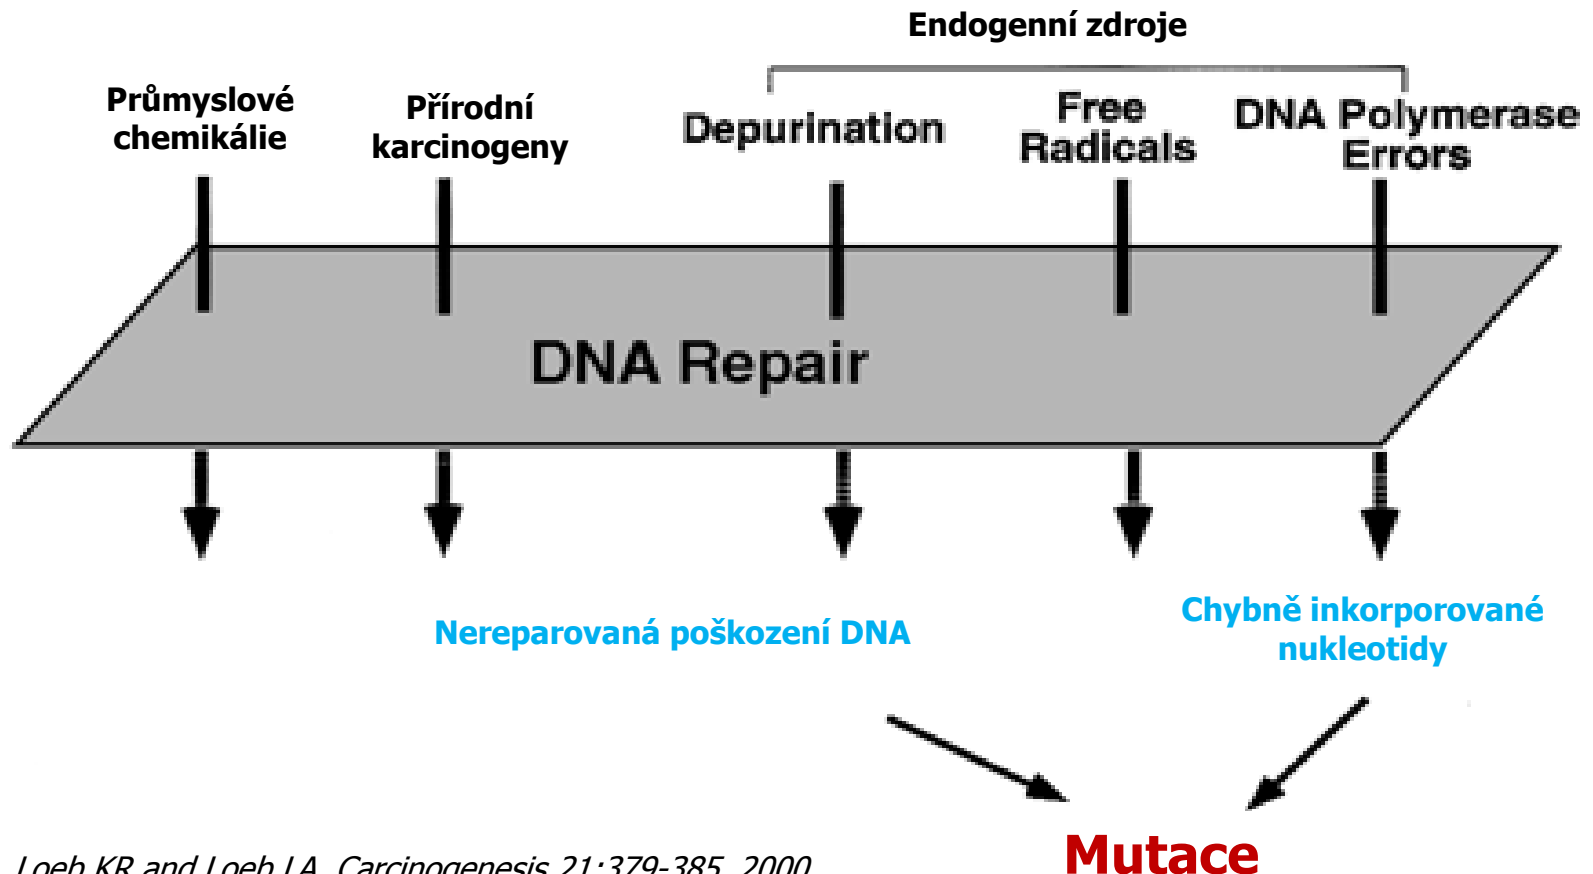 Endogenní zdroje
Průmyslové
chemikálie
Přírodní
karcinogeny
Depurination
Free
Radicals
DNA Polymerase
Errors
DNA Repair
Nereparovaná poškození DNA
Chybně inkorporované
nukleotidy
Mutace
Loeb KR and Loeb LA, Carcinogenesis 21:379-385, 2000